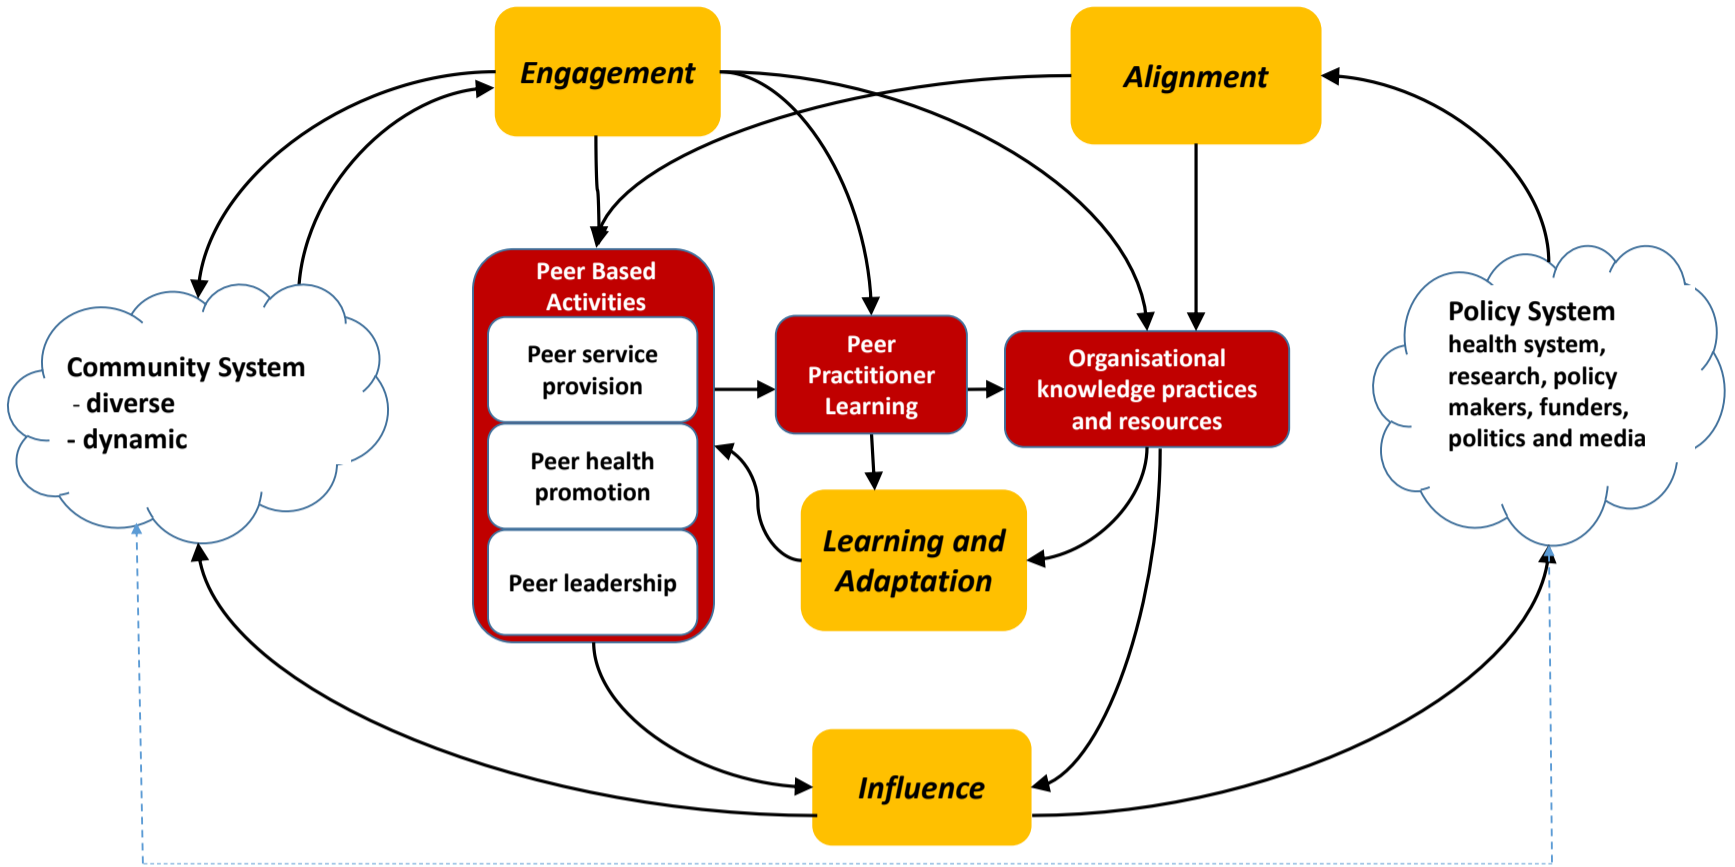 Engagement
Alignment
Peer Based
Activities
Peer service
provision
Peer health
promotion
Peer leadership
Peer
Practitioner
Learning
Organisational
knowledge practices
and resources
Community System
- diverse
- dynamic
Policy System
health system,
research, policy
makers, funders,
politics and media
Learning and
Adaptation
Influence